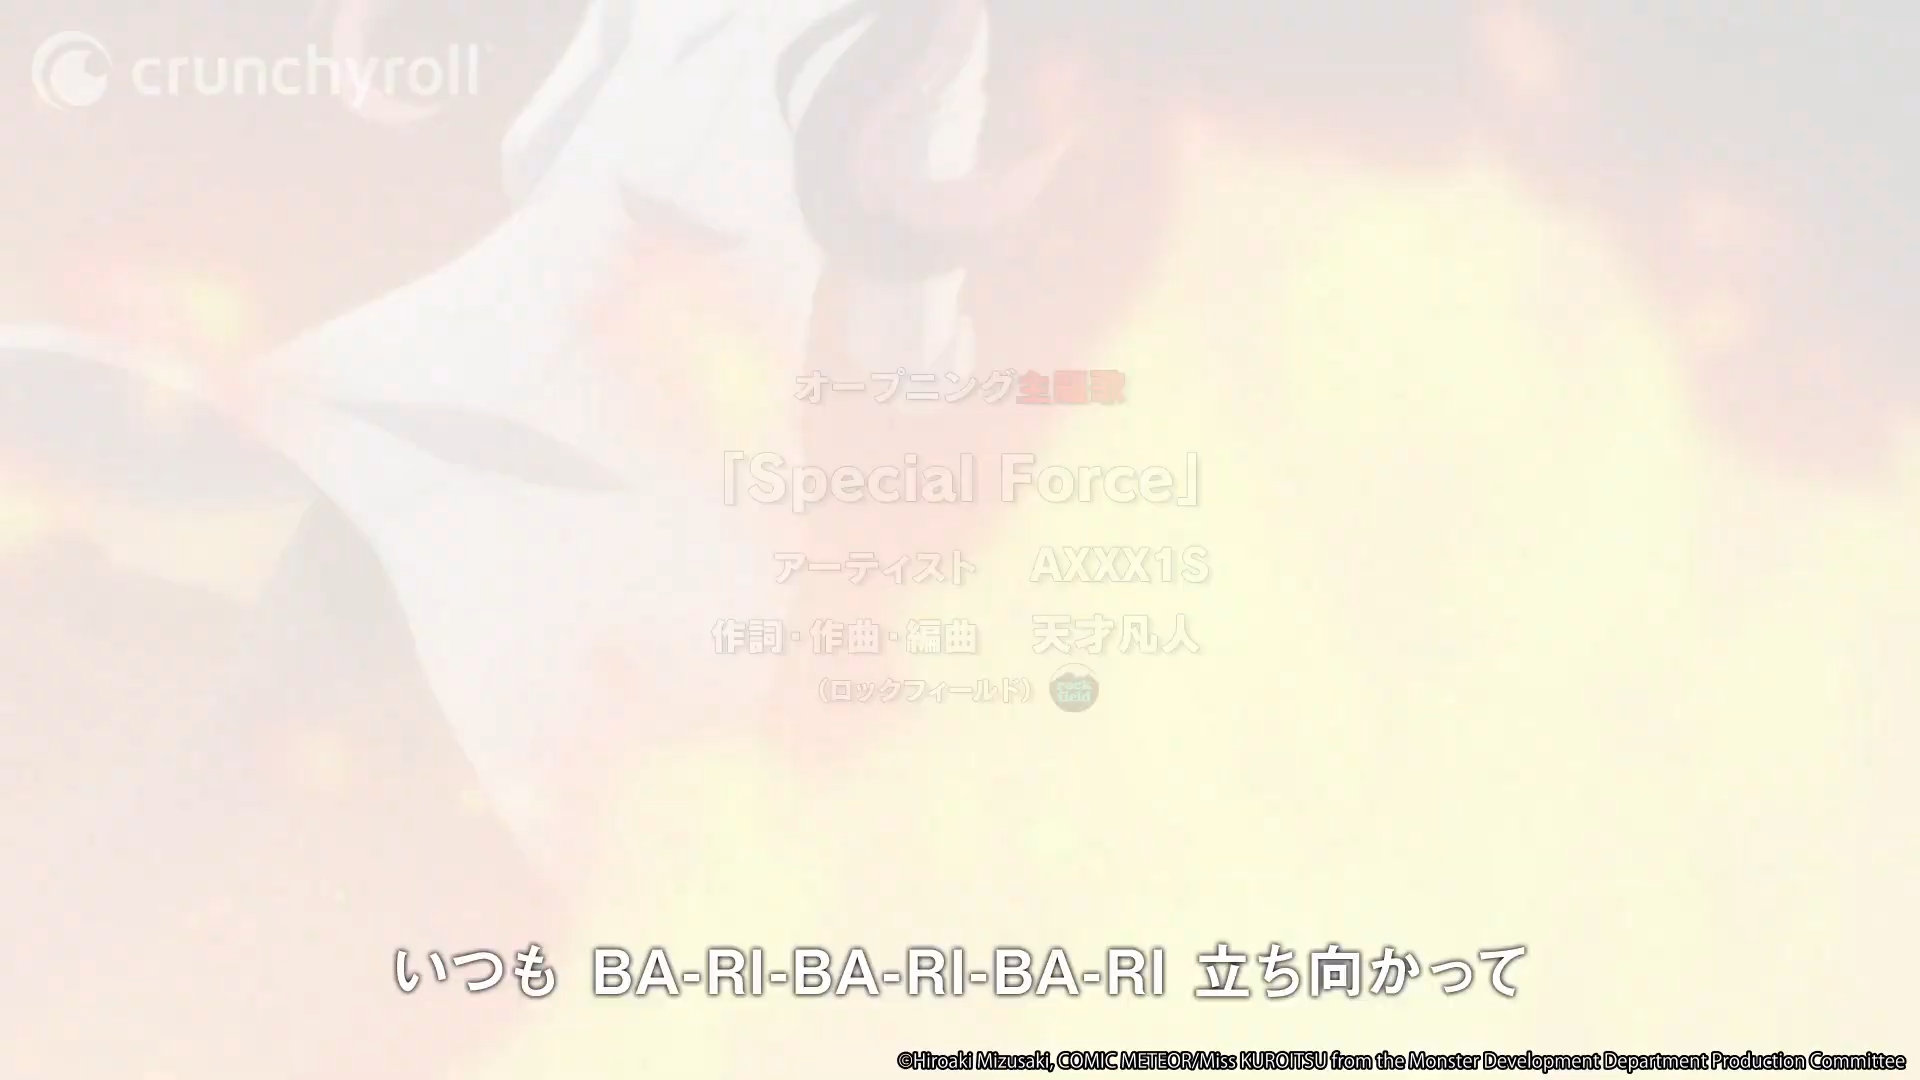 crunchyroll
オープニング主題歌
「Special Force」
アーティスト AXXX1S
作詞・作曲・編曲 天才凡人
(ロックフィールド) rock field
いつも BA-RI-BA-RI-BA-RI 立ち向かって
©Hiroaki Mizusaki, COMIC METEOR/Miss KUROITSU from the Monster Development Department Production Committee